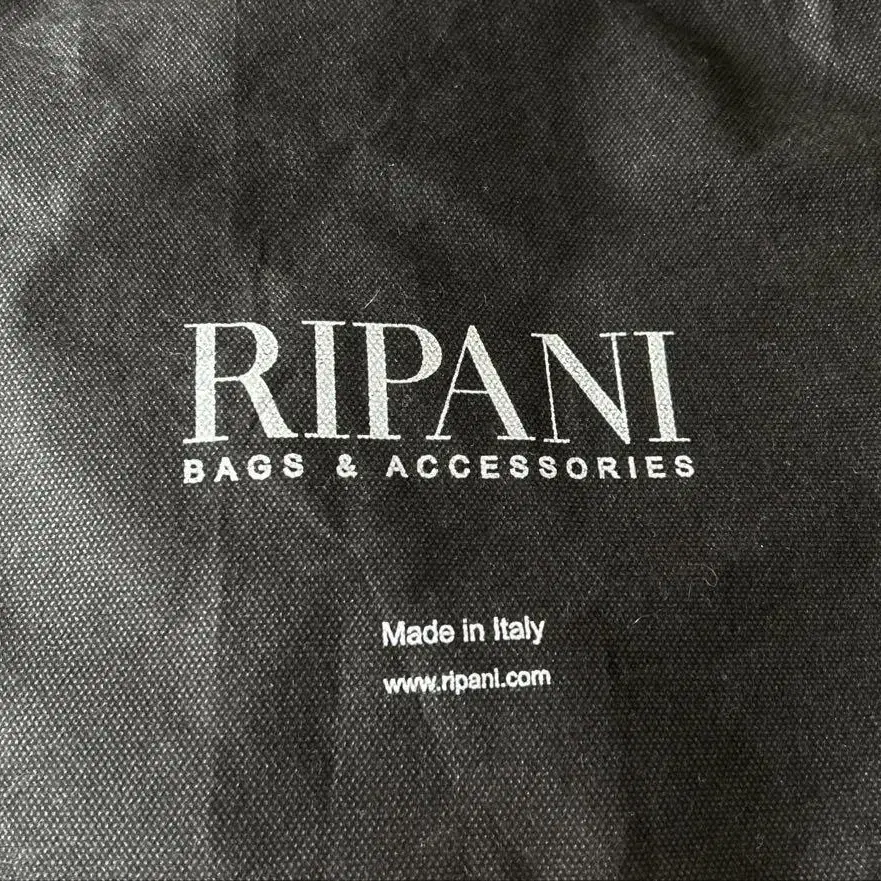 RIPANI
BAGS & ACCESSORIES
Made in Italy
www.ripani.com